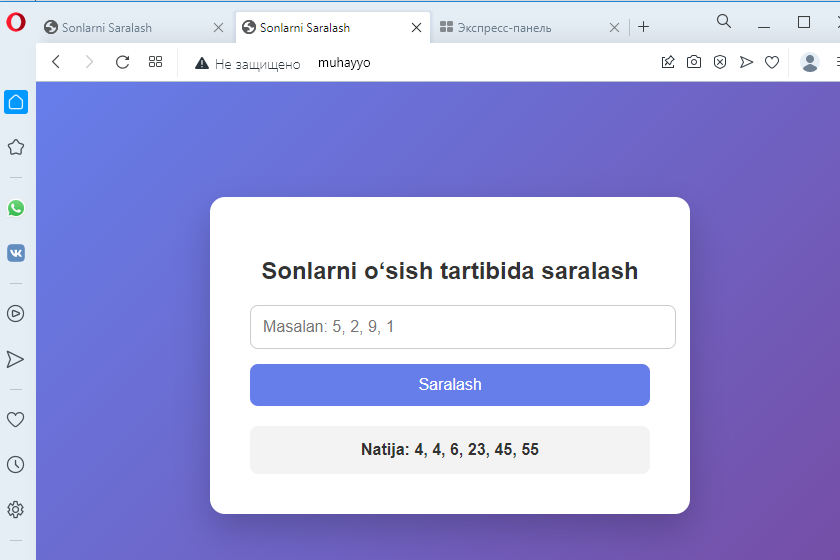 Sonlarni Saralash
Sonlarni Saralash
Экспресс-панель
Не защищено
muhayyo
Sonlarni o‘sish tartibida saralash
Masalan: 5, 2, 9, 1
Saralash
Natija: 4, 4, 6, 23, 45, 55